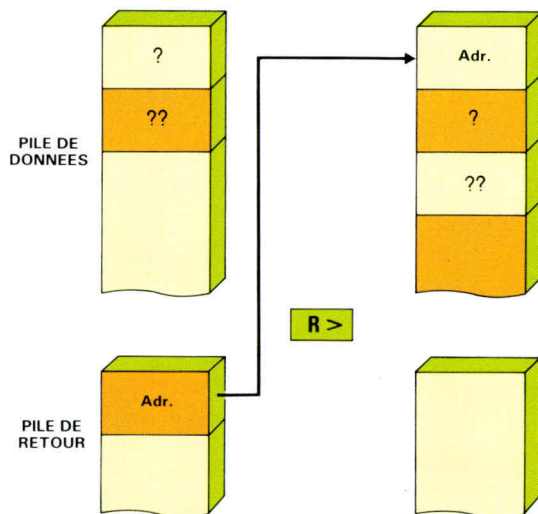 ?
??
PILE DE
DONNEES
Adr.
?
??
R >
Adr.
PILE DE
RETOUR